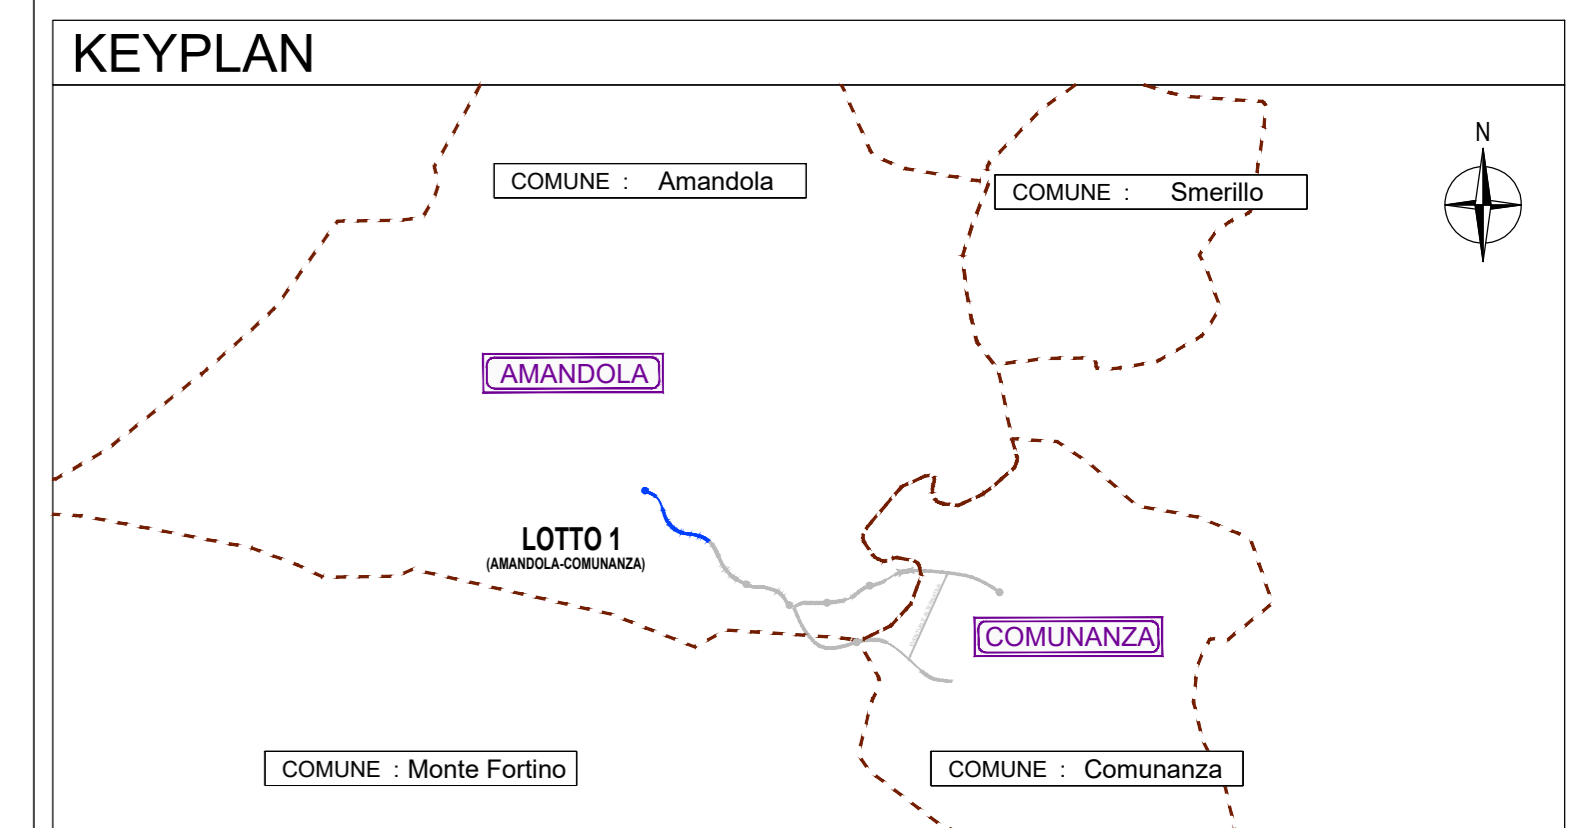 KEYPLAN
N
COMUNE : Amandola
COMUNE : Smerillo
AMANDOLA
LOTTO 1
(AMANDOLA-COMUNANZA)
COMUNANZA
COMUNE : Monte Fortino
COMUNE : Comunanza